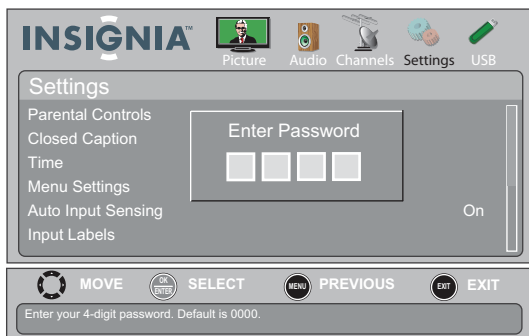 INSIGNIA™
Picture Audio Channels Settings USB
Settings
Parental Controls
Closed Caption
Time
Menu Settings
Auto Input Sensing On
Input Labels
Enter Password
MOVE OK ENTER SELECT MENU PREVIOUS EXIT EXIT
Enter your 4-digit password. Default is 0000.